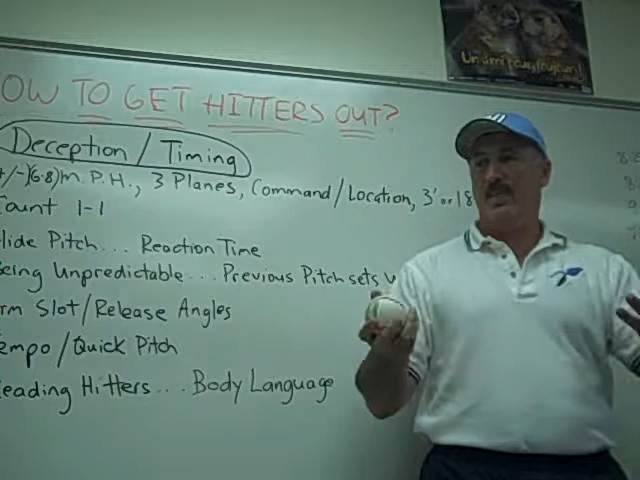 OW TO GET HITTERS OUT?
Deception / Timing
+/-)(6-8)m.P.H., 3 Planes, Command/Location, 3' or 18
Count 1-1
lide Pitch... Reaction Time
eing Unpredictable... Previous Pitch sets
rm Slot/Release Angles
empo/Quick Pitch
eading Hitters... Body Language